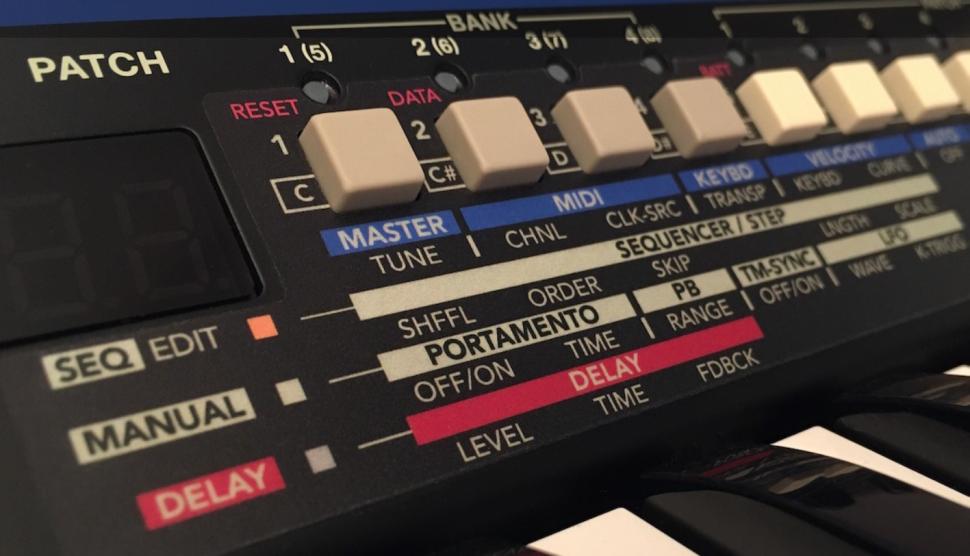 BANK
PATCH 1 (5) 2 (6) 3 (7) 4 (8) 1 2 3 4
RESET DATA BATT
1 2 3 4
C C# D D# E
MASTER MIDI KEYBD VELOCITY AUTO
TUNE CHNL CLK-SRC TRANSP KEYBD CURVE OFF
SEQUENCER / STEP
SHFFL ORDER SKIP LNGTH SCALE
SEQ EDIT
PORTAMENTO PB TM-SYNC LFO
OFF/ON TIME RANGE OFF/ON WAVE K-TRIGG
MANUAL
DELAY
LEVEL TIME FDBCK
DELAY